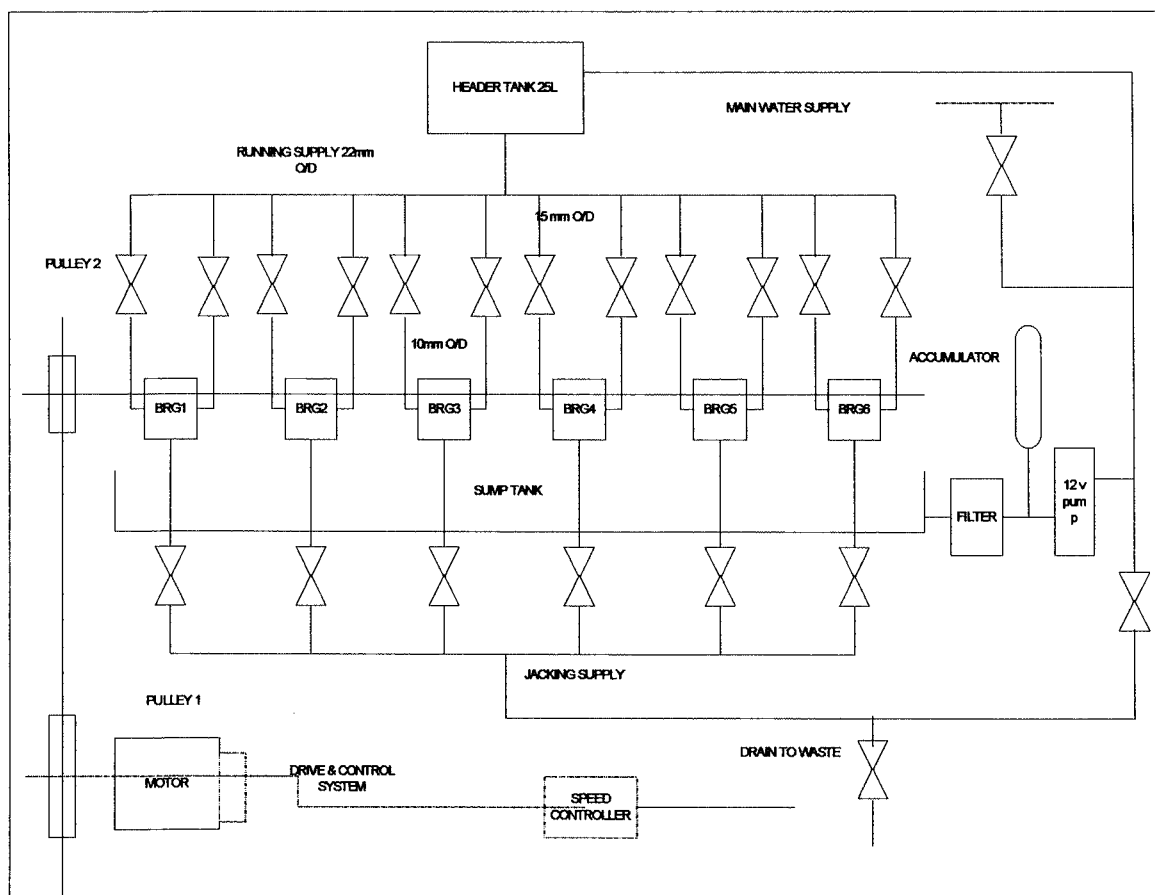 HEADER TANK 25L
MAIN WATER SUPPLY
RUNNING SUPPLY 22mm
O/D
15 mm O/D
PULLEY 2
10mm O/D
ACCUMULATOR
BRG1
BRG2
BRG3
BRG4
BRG5
BRG6
SUMP TANK
FILTER
12 v
pum
p
JACKING SUPPLY
PULLEY 1
DRAIN TO WASTE
MOTOR
DRIVE & CONTROL
SYSTEM
SPEED
CONTROLLER